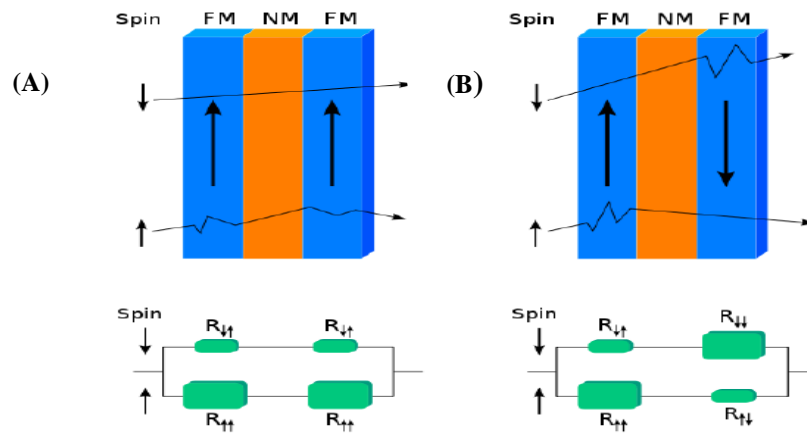 Spin FM NM FM
(A)
Spin
R↓↑ R↓↑
R↑↑ R↑↑
Spin FM NM FM
(B)
Spin
R↓↑ R↓↓
R↑↑ R↑↓